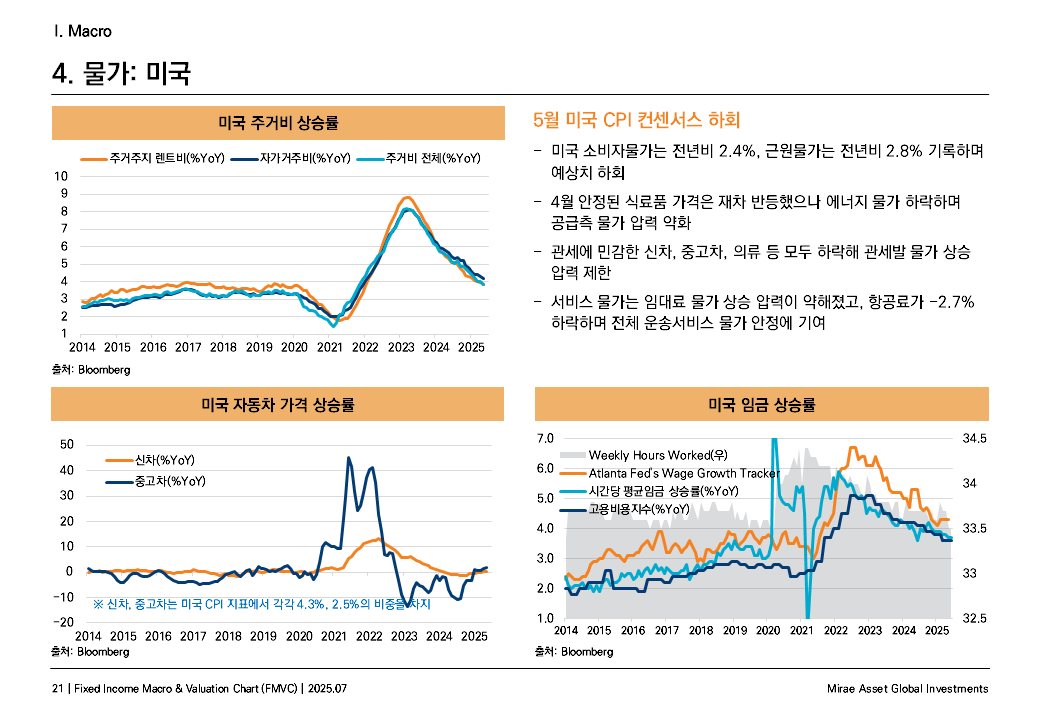 I. Macro
4. 물가: 미국
미국 주거비 상승률
주거주지 렌트비(%YoY) 자가거주비(%YoY) 주거비 전체(%YoY)
10
9
8
7
6
5
4
3
2
1
2014 2015 2016 2017 2018 2019 2020 2021 2022 2023 2024 2025
출처: Bloomberg
5월 미국 CPI 컨센서스 하회
– 미국 소비자물가는 전년비 2.4%, 근원물가는 전년비 2.8% 기록하며
예상치 하회
– 4월 안정된 식료품 가격은 재차 반등했으나 에너지 물가 하락하며
공급측 물가 압력 약화
– 관세에 민감한 신차, 중고차, 의류 등 모두 하락해 관세발 물가 상승
압력 제한
– 서비스 물가는 임대료 물가 상승 압력이 약해졌고, 항공료가 -2.7%
하락하며 전체 운송서비스 물가 안정에 기여
미국 자동차 가격 상승률
50
40
30
20
10
0
-10
-20
신차(%YoY)
중고차(%YoY)
※ 신차, 중고차는 미국 CPI 지표에서 각각 4.3%, 2.5%의 비중을 차지
2014 2015 2016 2017 2018 2019 2020 2021 2022 2023 2024 2025
출처: Bloomberg
미국 임금 상승률
7.0
6.0
5.0
4.0
3.0
2.0
1.0
Weekly Hours Worked(우)
Atlanta Fed's Wage Growth Tracker
시간당 평균임금 상승률(%YoY)
고용비용지수(%YoY)
34.5
34
33.5
33
32.5
2014 2015 2016 2017 2018 2019 2020 2021 2022 2023 2024 2025
출처: Bloomberg
21 | Fixed Income Macro & Valuation Chart (FMVC) | 2025.07
Mirae Asset Global Investments